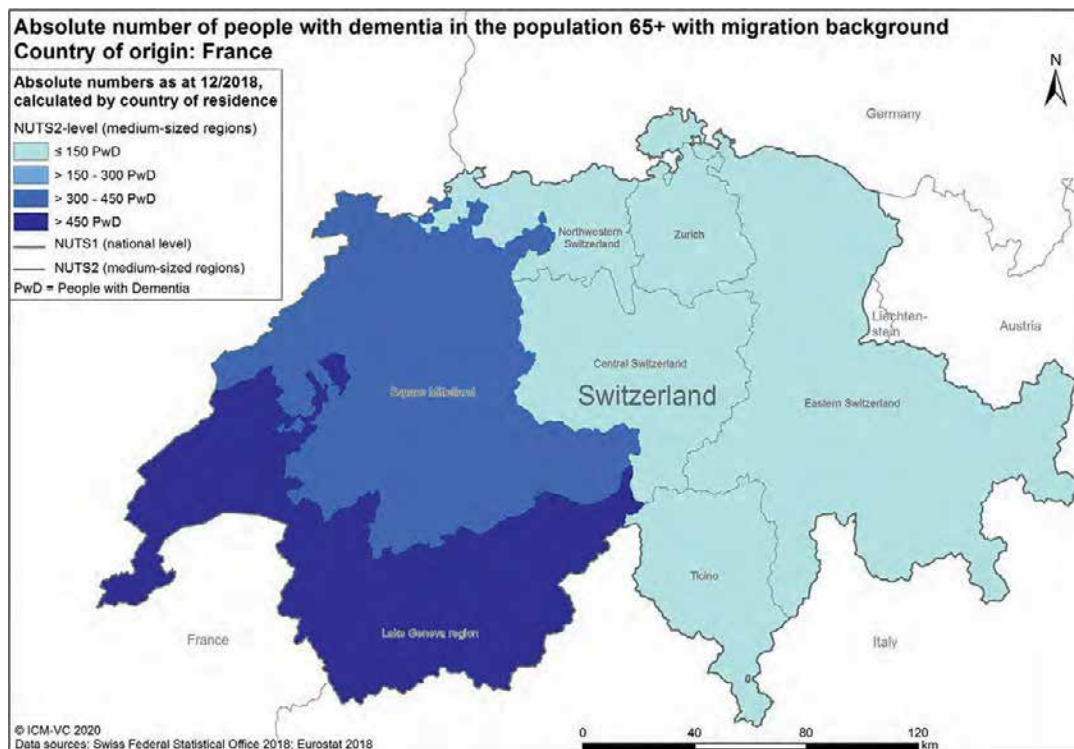 Absolute number of people with dementia in the population 65+ with migration background
Country of origin: France
Absolute numbers as at 12/2018,
calculated by country of residence
NUTS2-level (medium-sized regions)
≤ 150 PwD
> 150 - 300 PwD
> 300 - 450 PwD
> 450 PwD
NUTS1 (national level)
NUTS2 (medium-sized regions)
PwD = People with Dementia
N
Germany
Northwestern
Switzerland
Zurich
Liechten-
stein
Austria
Central Switzerland
Switzerland
Square Mittelland
Eastern Switzerland
Ticino
Lake Geneva region
France
Italy
© ICM-VC 2020
Data sources: Swiss Federal Statistical Office 2018; Eurostat 2018
0 40 80 120
km